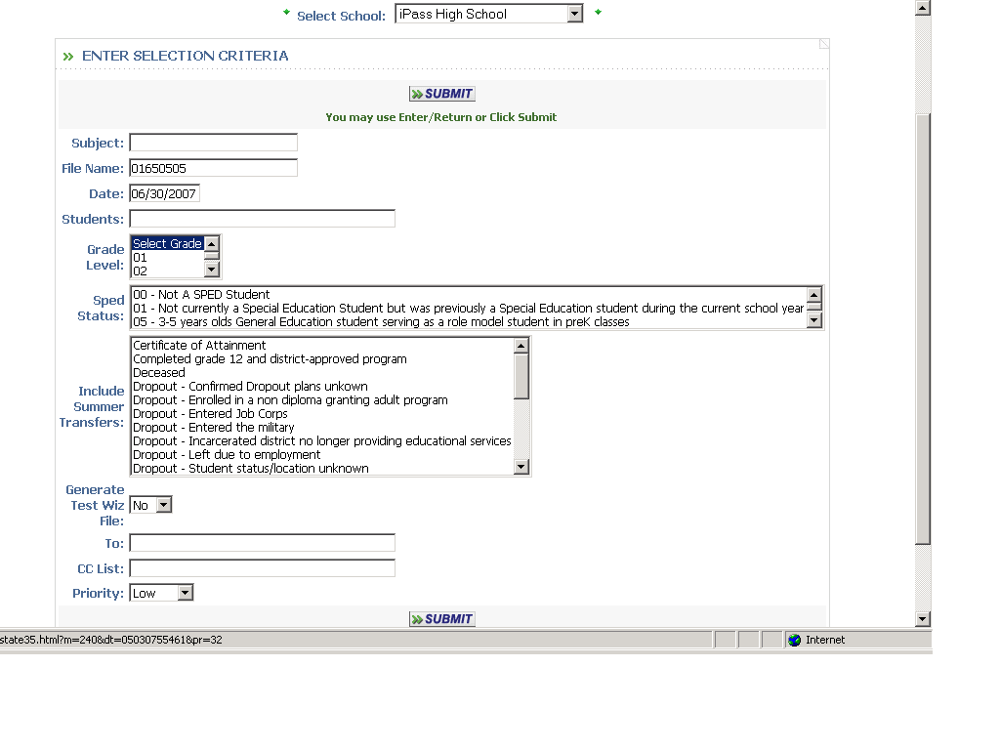 Select School: iPass High School
ENTER SELECTION CRITERIA
SUBMIT
You may use Enter/Return or Click Submit
Subject:
File Name: 01650505
Date: 06/30/2007
Students:
Grade Level: Select Grade
01
02
Sped Status: 00 - Not A SPED Student
01 - Not currently a Special Education Student but was previously a Special Education student during the current school year
05 - 3-5 years olds General Education student serving as a role model student in preK classes
Include Summer Transfers: Certificate of Attainment
Completed grade 12 and district-approved program
Deceased
Dropout - Confirmed Dropout plans unkown
Dropout - Enrolled in a non diploma granting adult program
Dropout - Entered Job Corps
Dropout - Entered the military
Dropout - Incarcerated district no longer providing educational services
Dropout - Left due to employment
Dropout - Student status/location unknown
Generate Test Wiz File: No
To:
CC List:
Priority: Low
SUBMIT
state35.html?m=240&dt=05030755461&pr=32
Internet